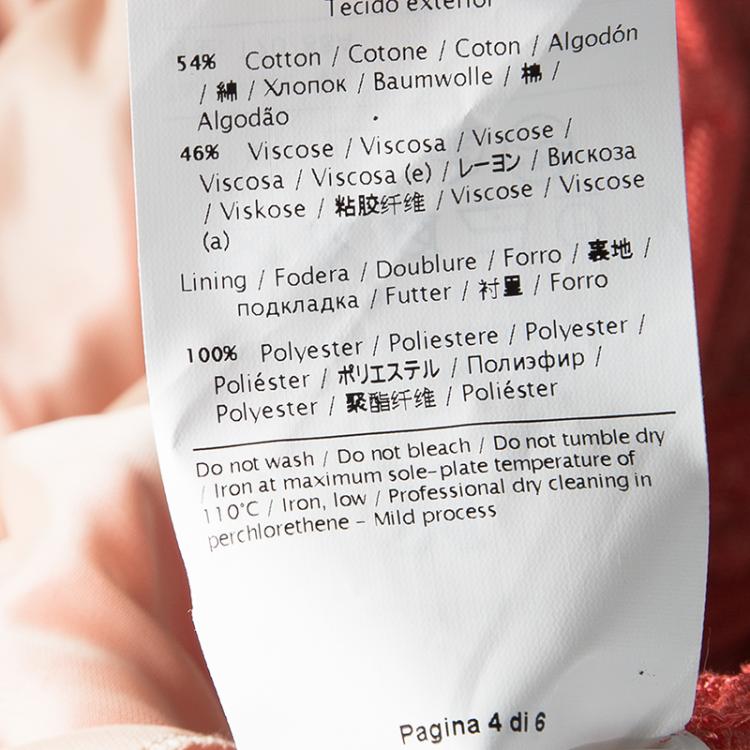 Tecido exterior
54% Cotton / Cotone / Coton / Algodón
/ 綿 / Хлопок / Baumwolle / 棉 /
Algodão
46% Viscose / Viscosa / Viscose /
Viscosa / Viscosa (e) / レーヨン / Вискоза
/ Viskose / 粘胶纤维 / Viscose / Viscose
(a)
Lining / Fodera / Doublure / Forro / 裏地 /
подкладка / Futter / 衬里 / Forro
100% Polyester / Poliestere / Polyester /
Poliéster / ポリエステル / Полиэфир /
Polyester / 聚酯纤维 / Poliéster
Do not wash / Do not bleach / Do not tumble dry
/ Iron at maximum sole-plate temperature of
110°C / Iron, low / Professional dry cleaning in
perchlorethene - Mild process
Pagina 4 di 6